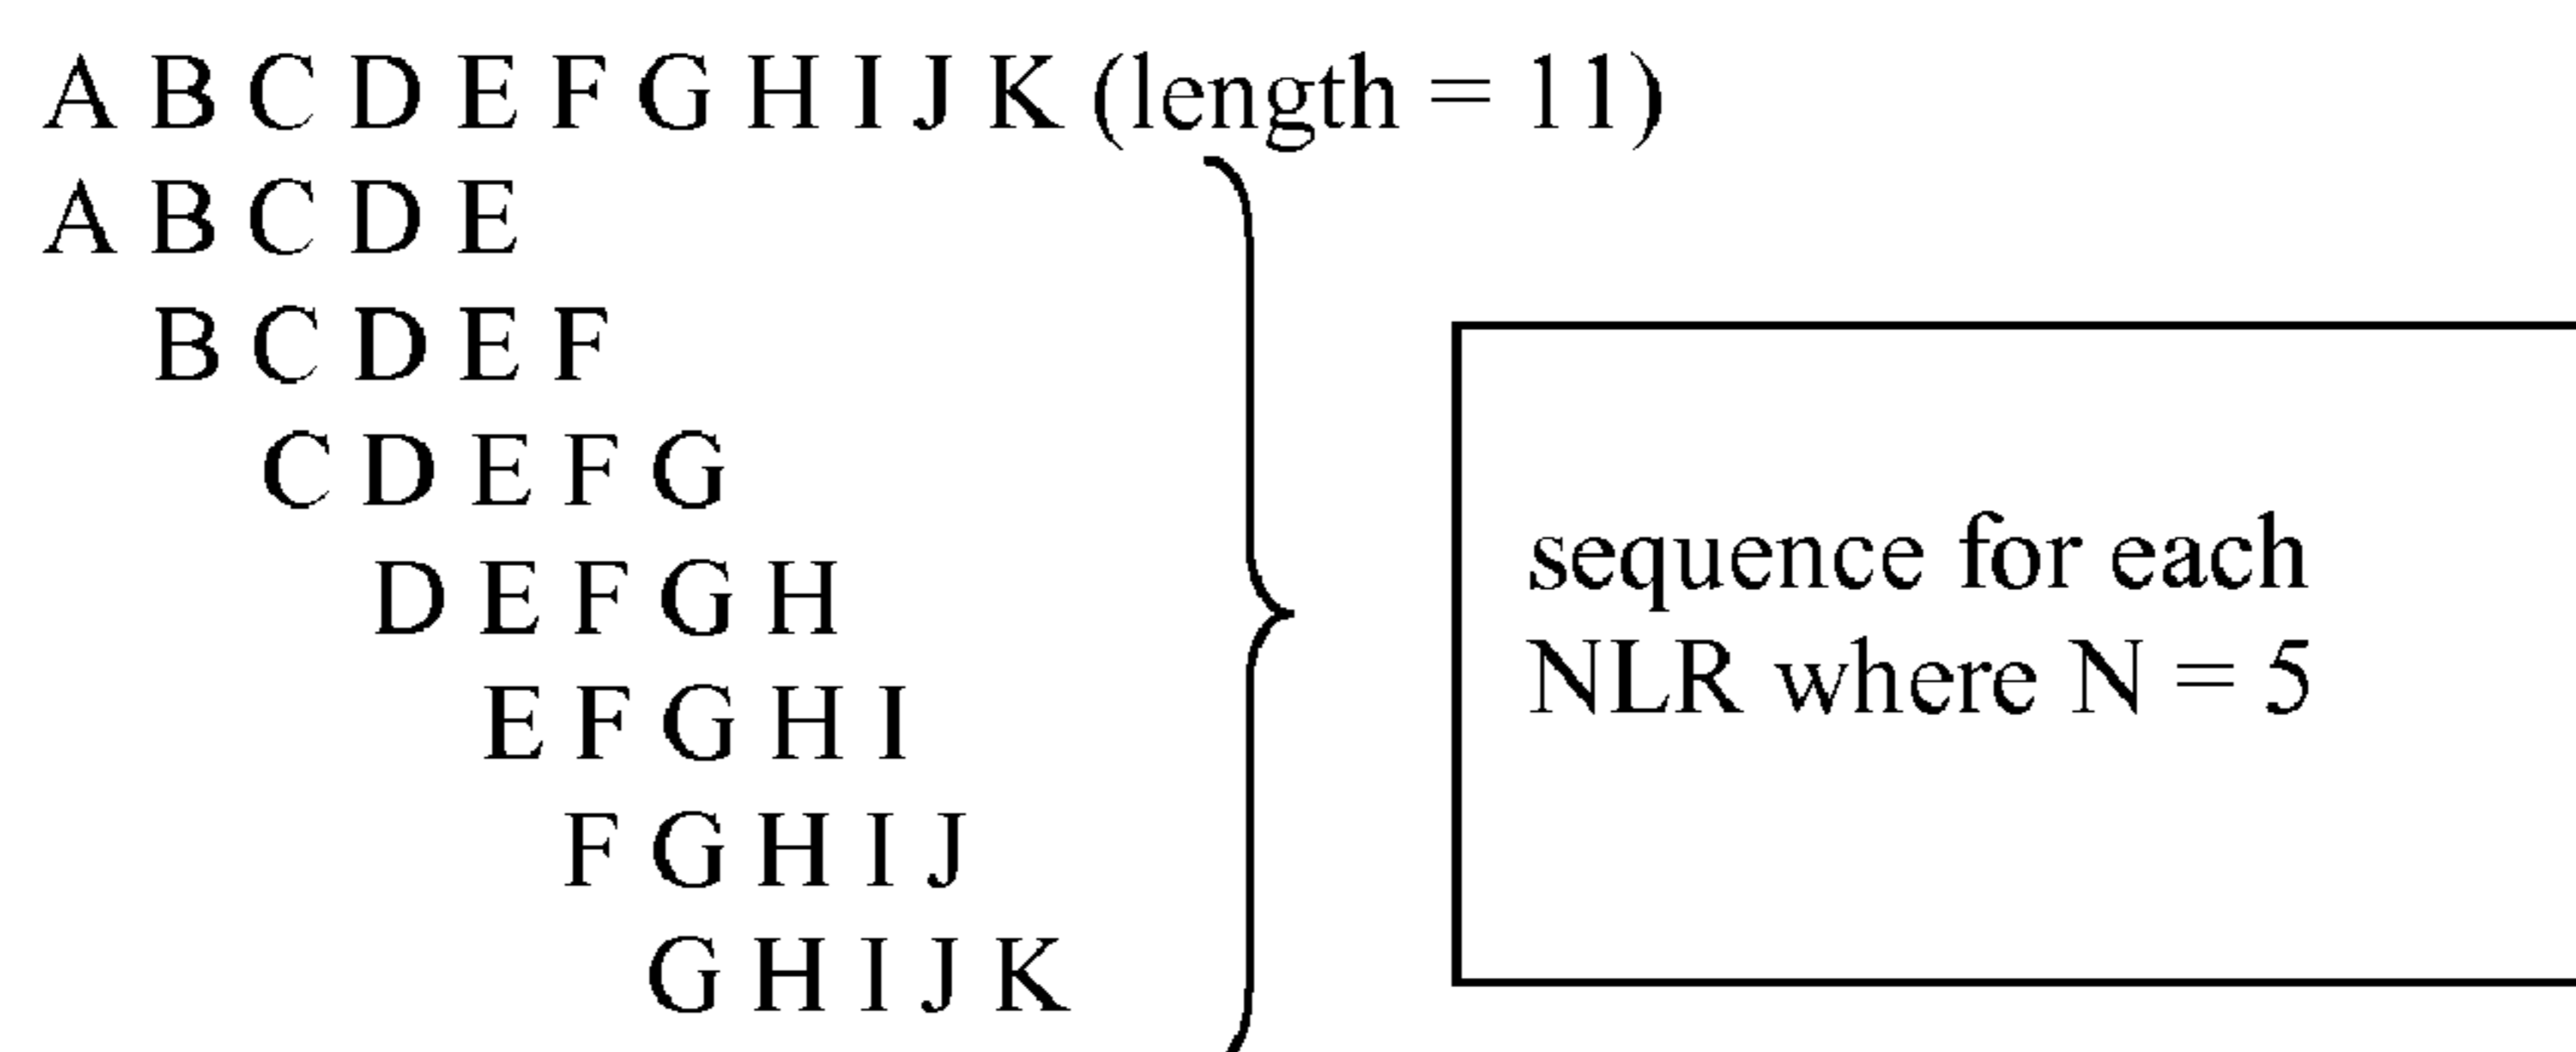 A B C D E F G H I J K (length = 11)
A B C D E
B C D E F
C D E F G
D E F G H
E F G H I
F G H I J
G H I J K
sequence for each
NLR where N = 5